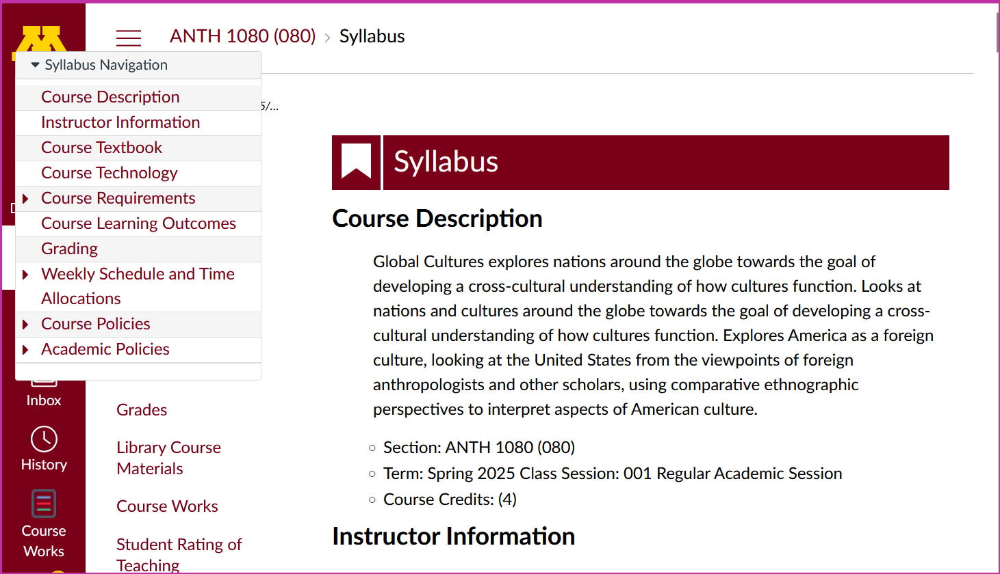 ANTH 1080 (080) > Syllabus
Syllabus Navigation
Course Description
Instructor Information
Course Textbook
Course Technology
Course Requirements
Course Learning Outcomes
Grading
Weekly Schedule and Time
Allocations
Course Policies
Academic Policies
5/...
Inbox
History
Course
Works
Grades
Library Course
Materials
Course Works
Student Rating of
Teaching
Syllabus
Course Description
Global Cultures explores nations around the globe towards the goal of
developing a cross-cultural understanding of how cultures function. Looks at
nations and cultures around the globe towards the goal of developing a cross-
cultural understanding of how cultures function. Explores America as a foreign
culture, looking at the United States from the viewpoints of foreign
anthropologists and other scholars, using comparative ethnographic
perspectives to interpret aspects of American culture.
Section: ANTH 1080 (080)
Term: Spring 2025 Class Session: 001 Regular Academic Session
Course Credits: (4)
Instructor Information